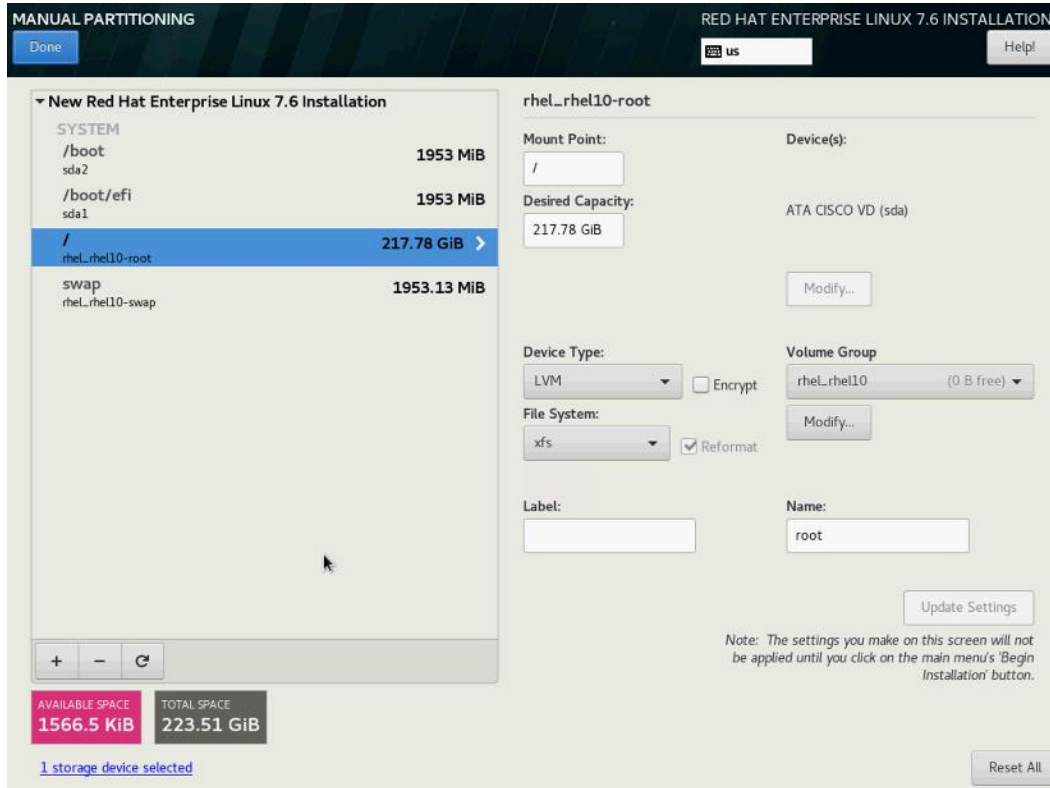 MANUAL PARTITIONING
RED HAT ENTERPRISE LINUX 7.6 INSTALLATION
Done
us
Help!
New Red Hat Enterprise Linux 7.6 Installation
SYSTEM
/boot
1953 MiB
sda2
/boot/efi
1953 MiB
sda1
/
217.78 GiB
rhel_rhel10-root
swap
1953.13 MiB
rhel_rhel10-swap
+ −
AVAILABLE SPACE
1566.5 KiB
TOTAL SPACE
223.51 GiB
1 storage device selected
rhel_rhel10-root
Mount Point:
/
Device(s):
Desired Capacity:
217.78 GiB
ATA CISCO VD (sda)
Modify...
Device Type:
LVM
Encrypt
Volume Group
rhel_rhel10 (0 B free)
File System:
xfs
Reformat
Modify...
Label:
Name:
root
Update Settings
Note: The settings you make on this screen will not
be applied until you click on the main menu's 'Begin
Installation' button.
Reset All